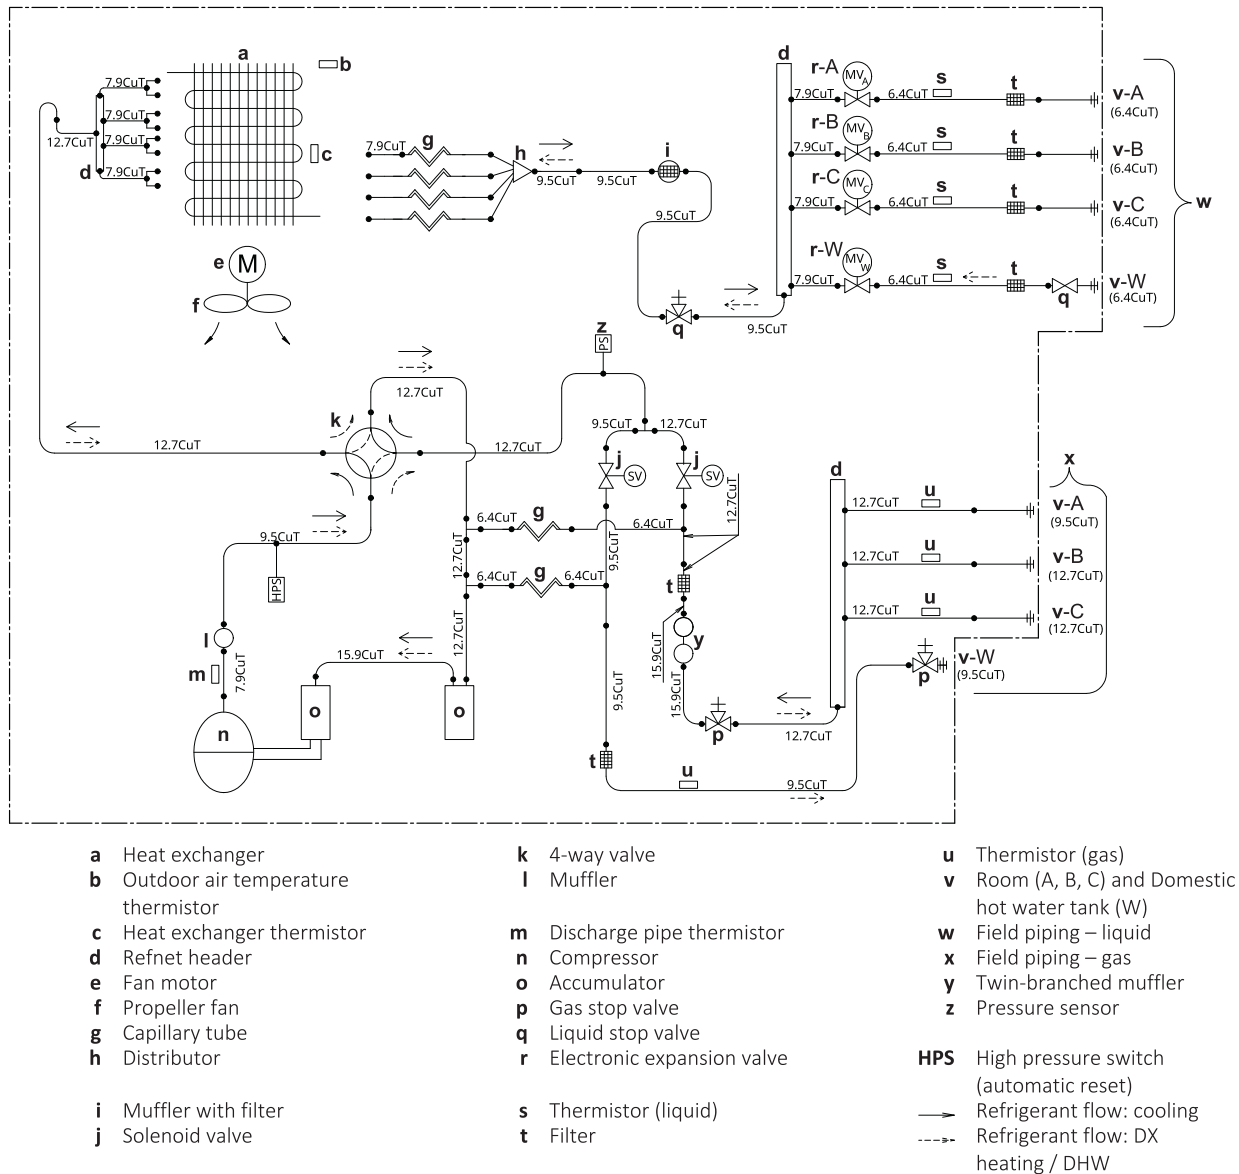 a
b
d
r-A
MVA
s
t
7.9CuT
7.9CuT
6.4CuT
v-A
(6.4CuT)
7.9CuT
12.7CuT
7.9CuT
d
7.9CuT
c
7.9CuT
g
h
9.5CuT
9.5CuT
i
9.5CuT
r-B
MVB
s
t
7.9CuT
6.4CuT
v-B
(6.4CuT)
r-C
MVC
s
t
7.9CuT
6.4CuT
v-C
(6.4CuT)
w
r-W
MVW
s
t
7.9CuT
6.4CuT
q
v-W
(6.4CuT)
e
M
f
q
9.5CuT
z
PS
12.7CuT
k
12.7CuT
12.7CuT
9.5CuT
12.7CuT
j
SV
j
SV
12.7CuT
d
x
12.7CuT
u
v-A
(9.5CuT)
9.5CuT
HPS
6.4CuT
g
6.4CuT
12.7CuT
9.5CuT
12.7CuT
u
v-B
(12.7CuT)
6.4CuT
g
6.4CuT
t
12.7CuT
u
v-C
(12.7CuT)
l
m
7.9CuT
15.9CuT
12.7CuT
15.9CuT
y
v-W
(9.5CuT)
p
n
o
o
9.5CuT
15.9CuT
p
12.7CuT
t
u
9.5CuT
a Heat exchanger
b Outdoor air temperature
thermistor
c Heat exchanger thermistor
d Refnet header
e Fan motor
f Propeller fan
g Capillary tube
h Distributor
i Muffler with filter
j Solenoid valve
k 4-way valve
l Muffler
m Discharge pipe thermistor
n Compressor
o Accumulator
p Gas stop valve
q Liquid stop valve
r Electronic expansion valve
s Thermistor (liquid)
t Filter
u Thermistor (gas)
v Room (A, B, C) and Domestic
hot water tank (W)
w Field piping – liquid
x Field piping – gas
y Twin-branched muffler
z Pressure sensor
HPS High pressure switch
(automatic reset)
Refrigerant flow: cooling
Refrigerant flow: DX
heating / DHW